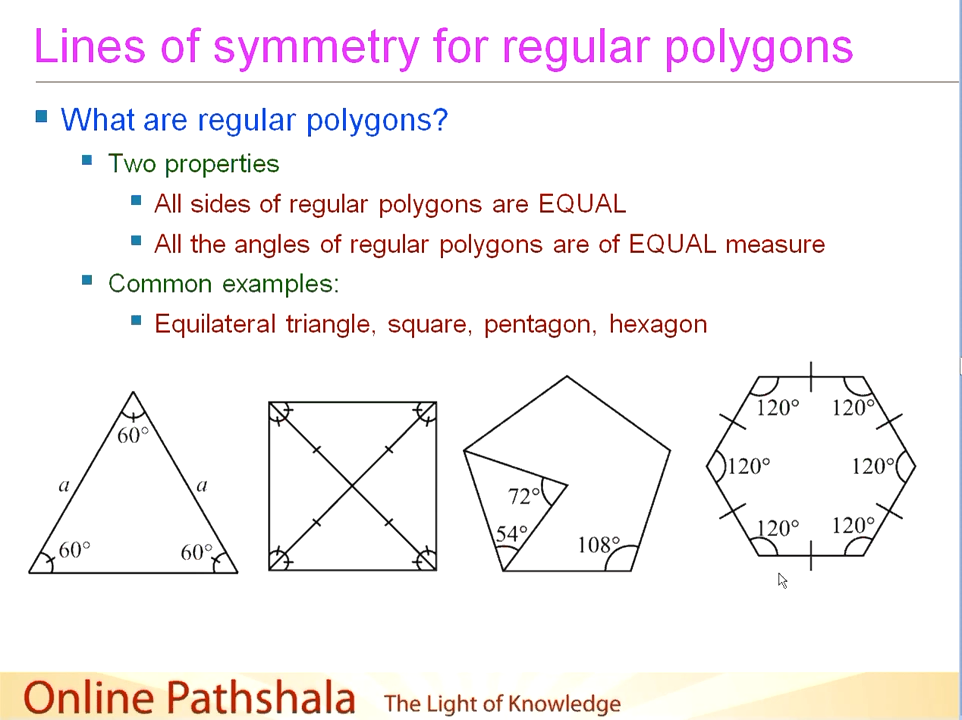 Lines of symmetry for regular polygons
What are regular polygons?
Two properties
All sides of regular polygons are EQUAL
All the angles of regular polygons are of EQUAL measure
Common examples:
Equilateral triangle, square, pentagon, hexagon
60°
a a
60° 60°
72°
54°
108°
120° 120°
120° 120°
120° 120°
Online Pathshala The Light of Knowledge